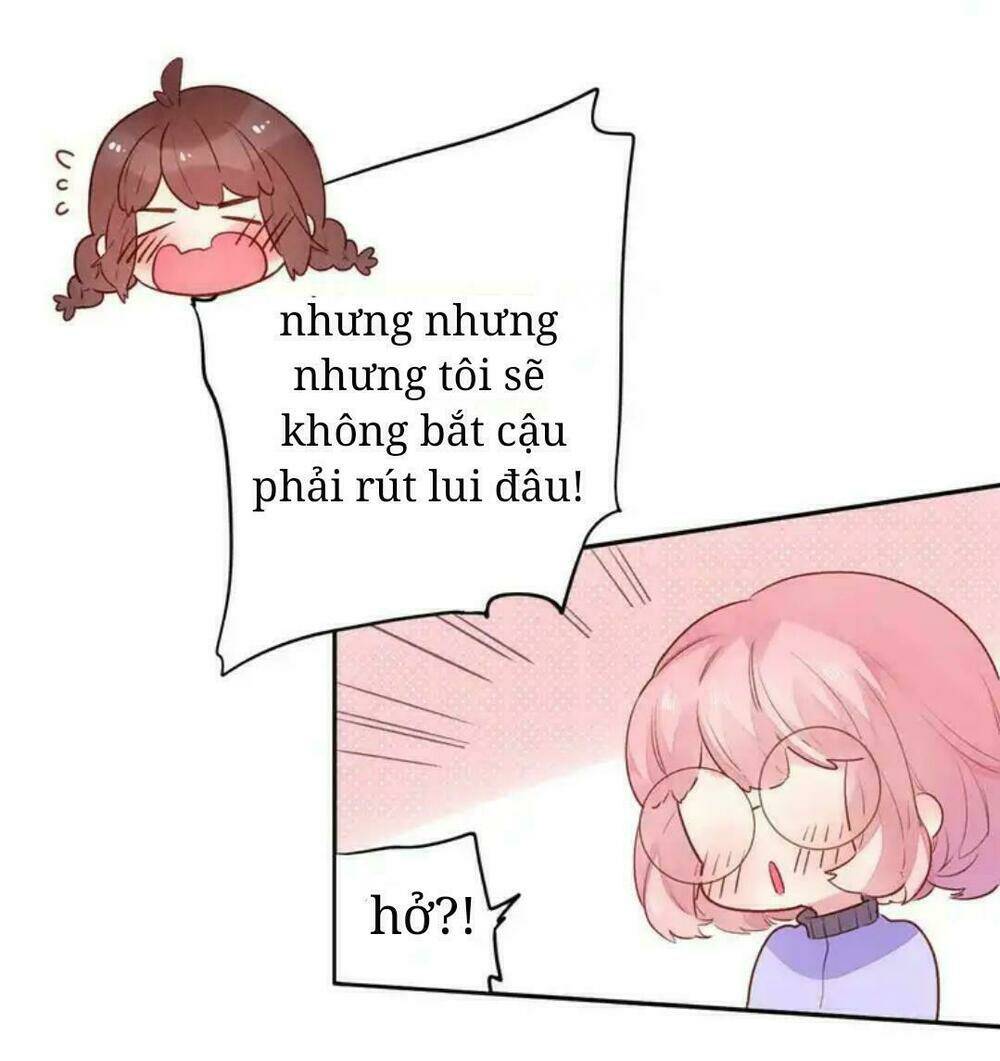 nhưng nhưng
nhưng tôi sẽ
không bắt cậu
phải rút lui đâu!
hở?!